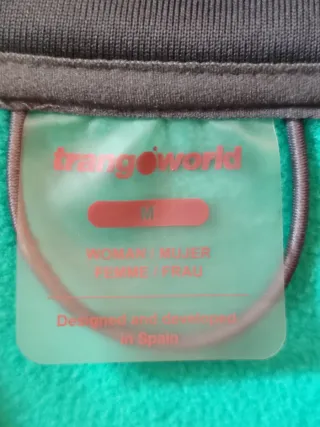 trangoworld
M
WOMAN / MUJER
FEMME / FRAU
Designed and developed
in Spain